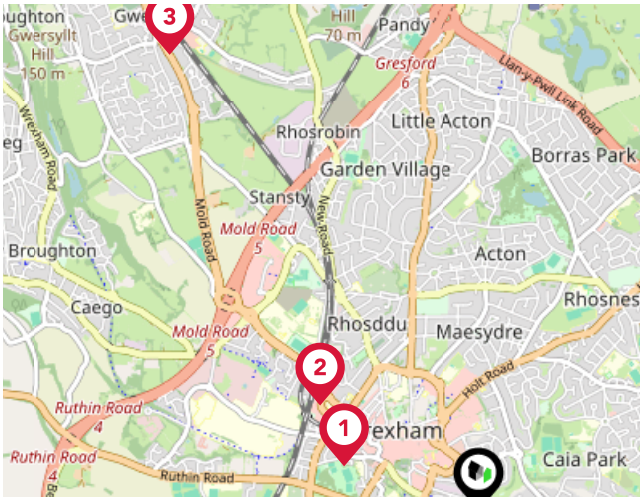 oughton
Gwe
3
Gwersyllt
Hill
150 m
Hill
70 m
Pandy
Gresford
6
Llan-y-Pwll Link Road
Wrexham Road
eg
Rhosrobin
Little Acton
Borras Park
Garden Village
Stansty
New Road
Mold Road
Mold Road
5
Broughton
Acton
Caego
Rhosnes
Mold Road
5
Rhosddu
Maesydre
2
Holt Road
Ruthin Road
4
1
rexham
Ruthin Road
4
Ruthin Road
Caia Park
Be